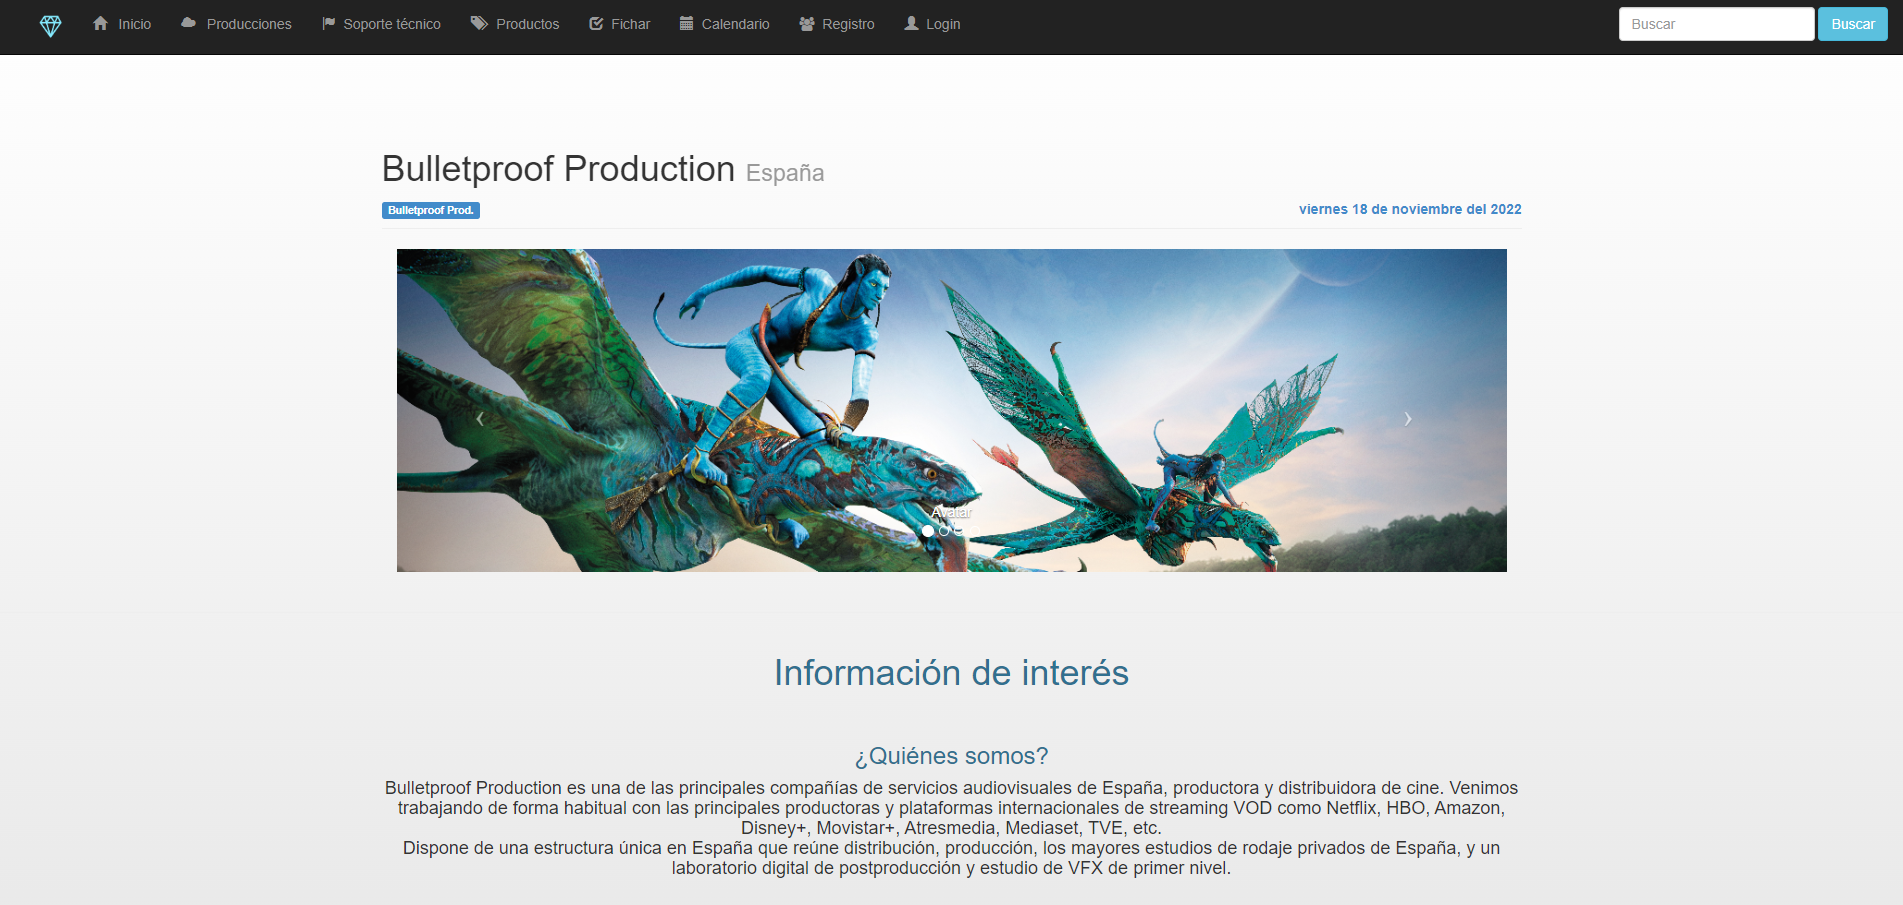 Inicio Producciones Soporte técnico Productos Fichar Calendario Registro Login Buscar Buscar
Bulletproof Production España
Bulletproof Prod. viernes 18 de noviembre del 2022
Avatar
Información de interés
¿Quiénes somos?
Bulletproof Production es una de las principales compañías de servicios audiovisuales de España, productora y distribuidora de cine. Venimos
trabajando de forma habitual con las principales productoras y plataformas internacionales de streaming VOD como Netflix, HBO, Amazon,
Disney+, Movistar+, Atresmedia, Mediaset, TVE, etc.
Dispone de una estructura única en España que reúne distribución, producción, los mayores estudios de rodaje privados de España, y un
laboratorio digital de postproducción y estudio de VFX de primer nivel.